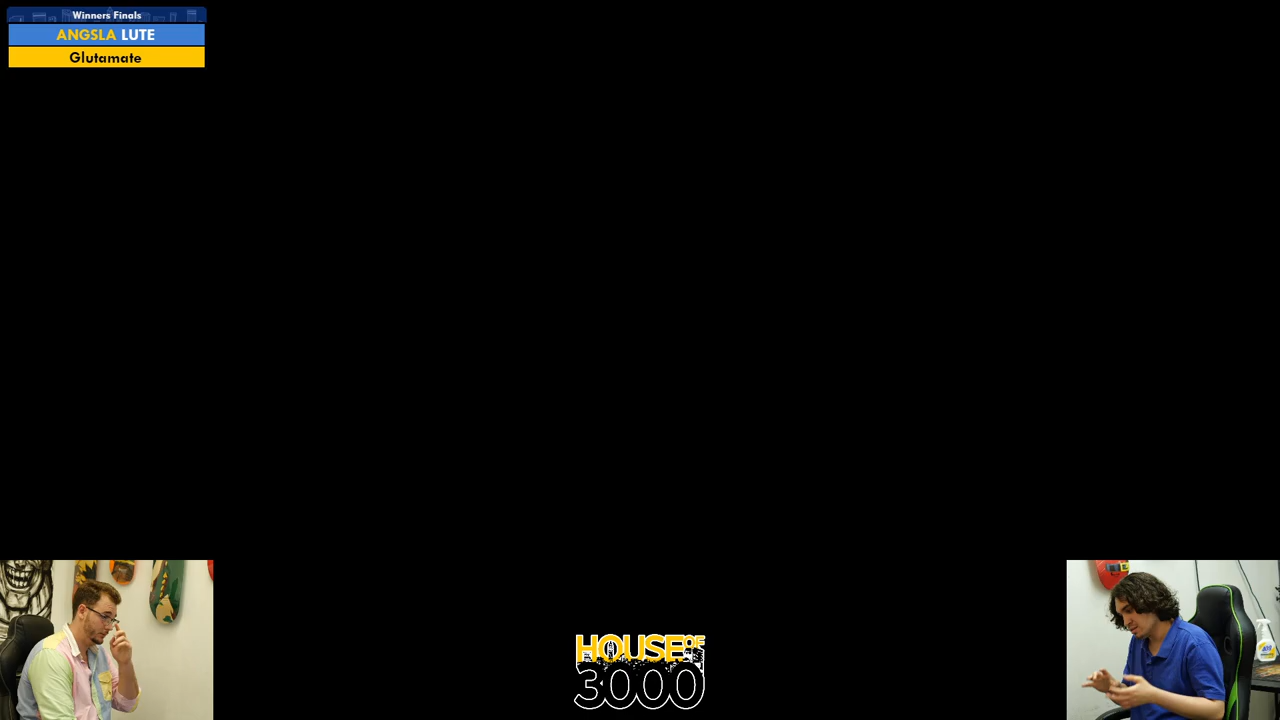 Winners Finals
ANGSLA LUTE
Glutamate
HOUSE OF
3000